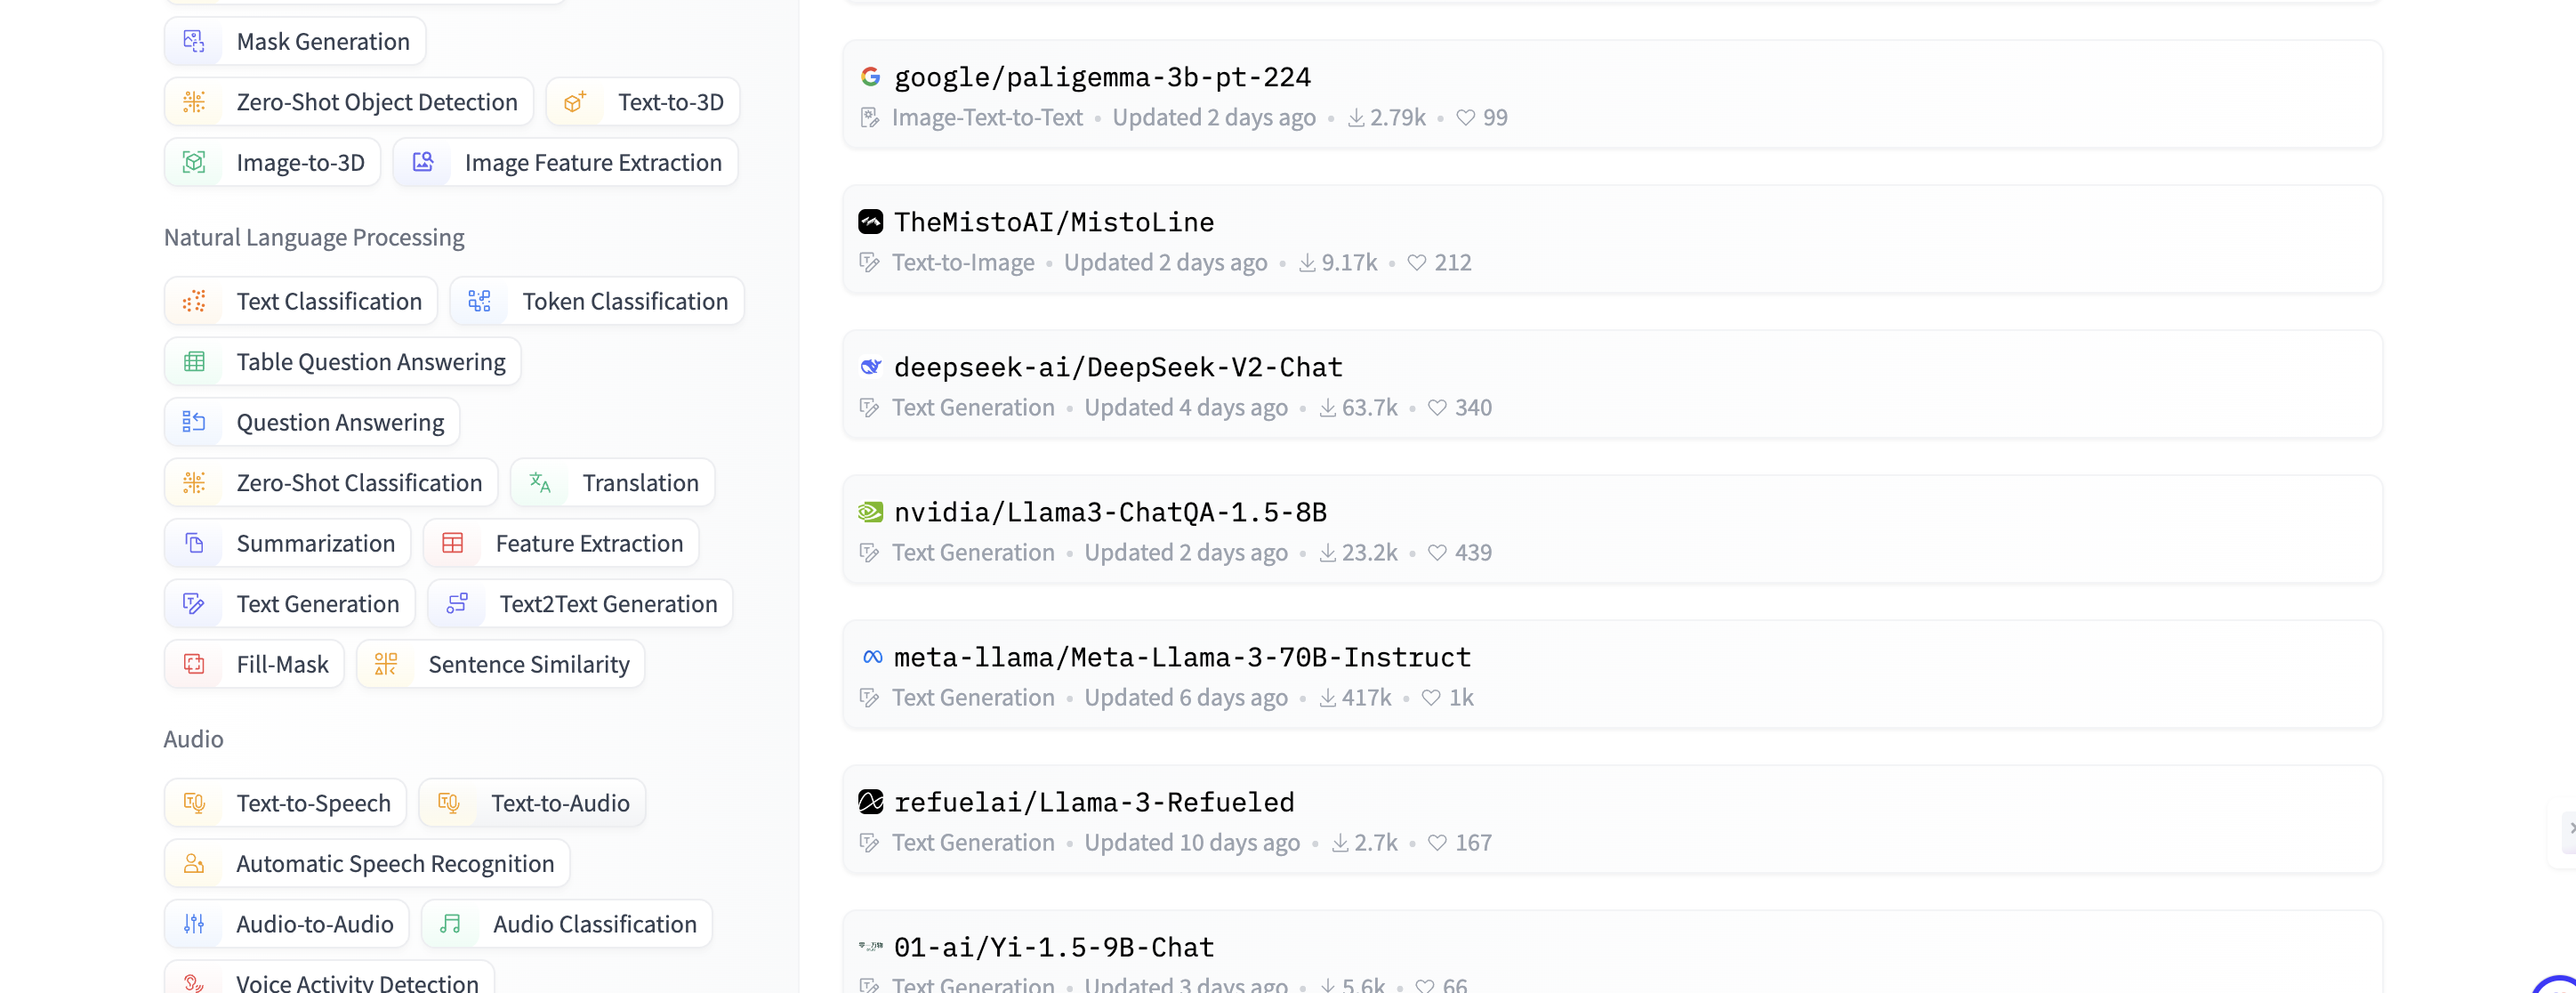 Mask Generation
Zero-Shot Object Detection
Text-to-3D
Image-to-3D
Image Feature Extraction
Natural Language Processing
Text Classification
Token Classification
Table Question Answering
Question Answering
Zero-Shot Classification
Translation
Summarization
Feature Extraction
Text Generation
Text2Text Generation
Fill-Mask
Sentence Similarity
Audio
Text-to-Speech
Text-to-Audio
Automatic Speech Recognition
Audio-to-Audio
Audio Classification
Voice Activity Detection
google/paligemma-3b-pt-224
Image-Text-to-Text • Updated 2 days ago • 2.79k • 99
TheMistoAI/MistoLine
Text-to-Image • Updated 2 days ago • 9.17k • 212
deepseek-ai/DeepSeek-V2-Chat
Text Generation • Updated 4 days ago • 63.7k • 340
nvidia/Llama3-ChatQA-1.5-8B
Text Generation • Updated 2 days ago • 23.2k • 439
meta-llama/Meta-Llama-3-70B-Instruct
Text Generation • Updated 6 days ago • 417k • 1k
refuelai/Llama-3-Refueled
Text Generation • Updated 10 days ago • 2.7k • 167
01-ai/Yi-1.5-9B-Chat
Text Generation • Updated 3 days ago • 5.6k • 66